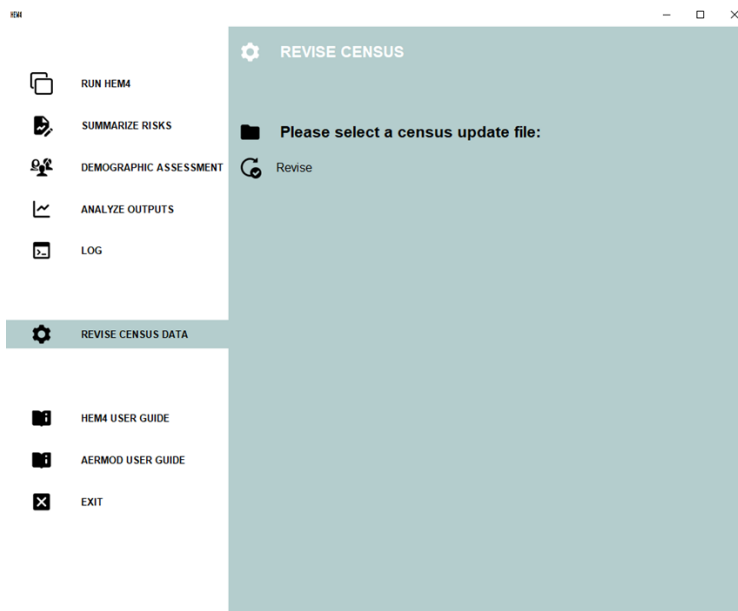 HEM4
REVISE CENSUS
RUN HEM4
SUMMARIZE RISKS
DEMOGRAPHIC ASSESSMENT
ANALYZE OUTPUTS
LOG
REVISE CENSUS DATA
HEM4 USER GUIDE
AERMOD USER GUIDE
EXIT
Please select a census update file:
Revise